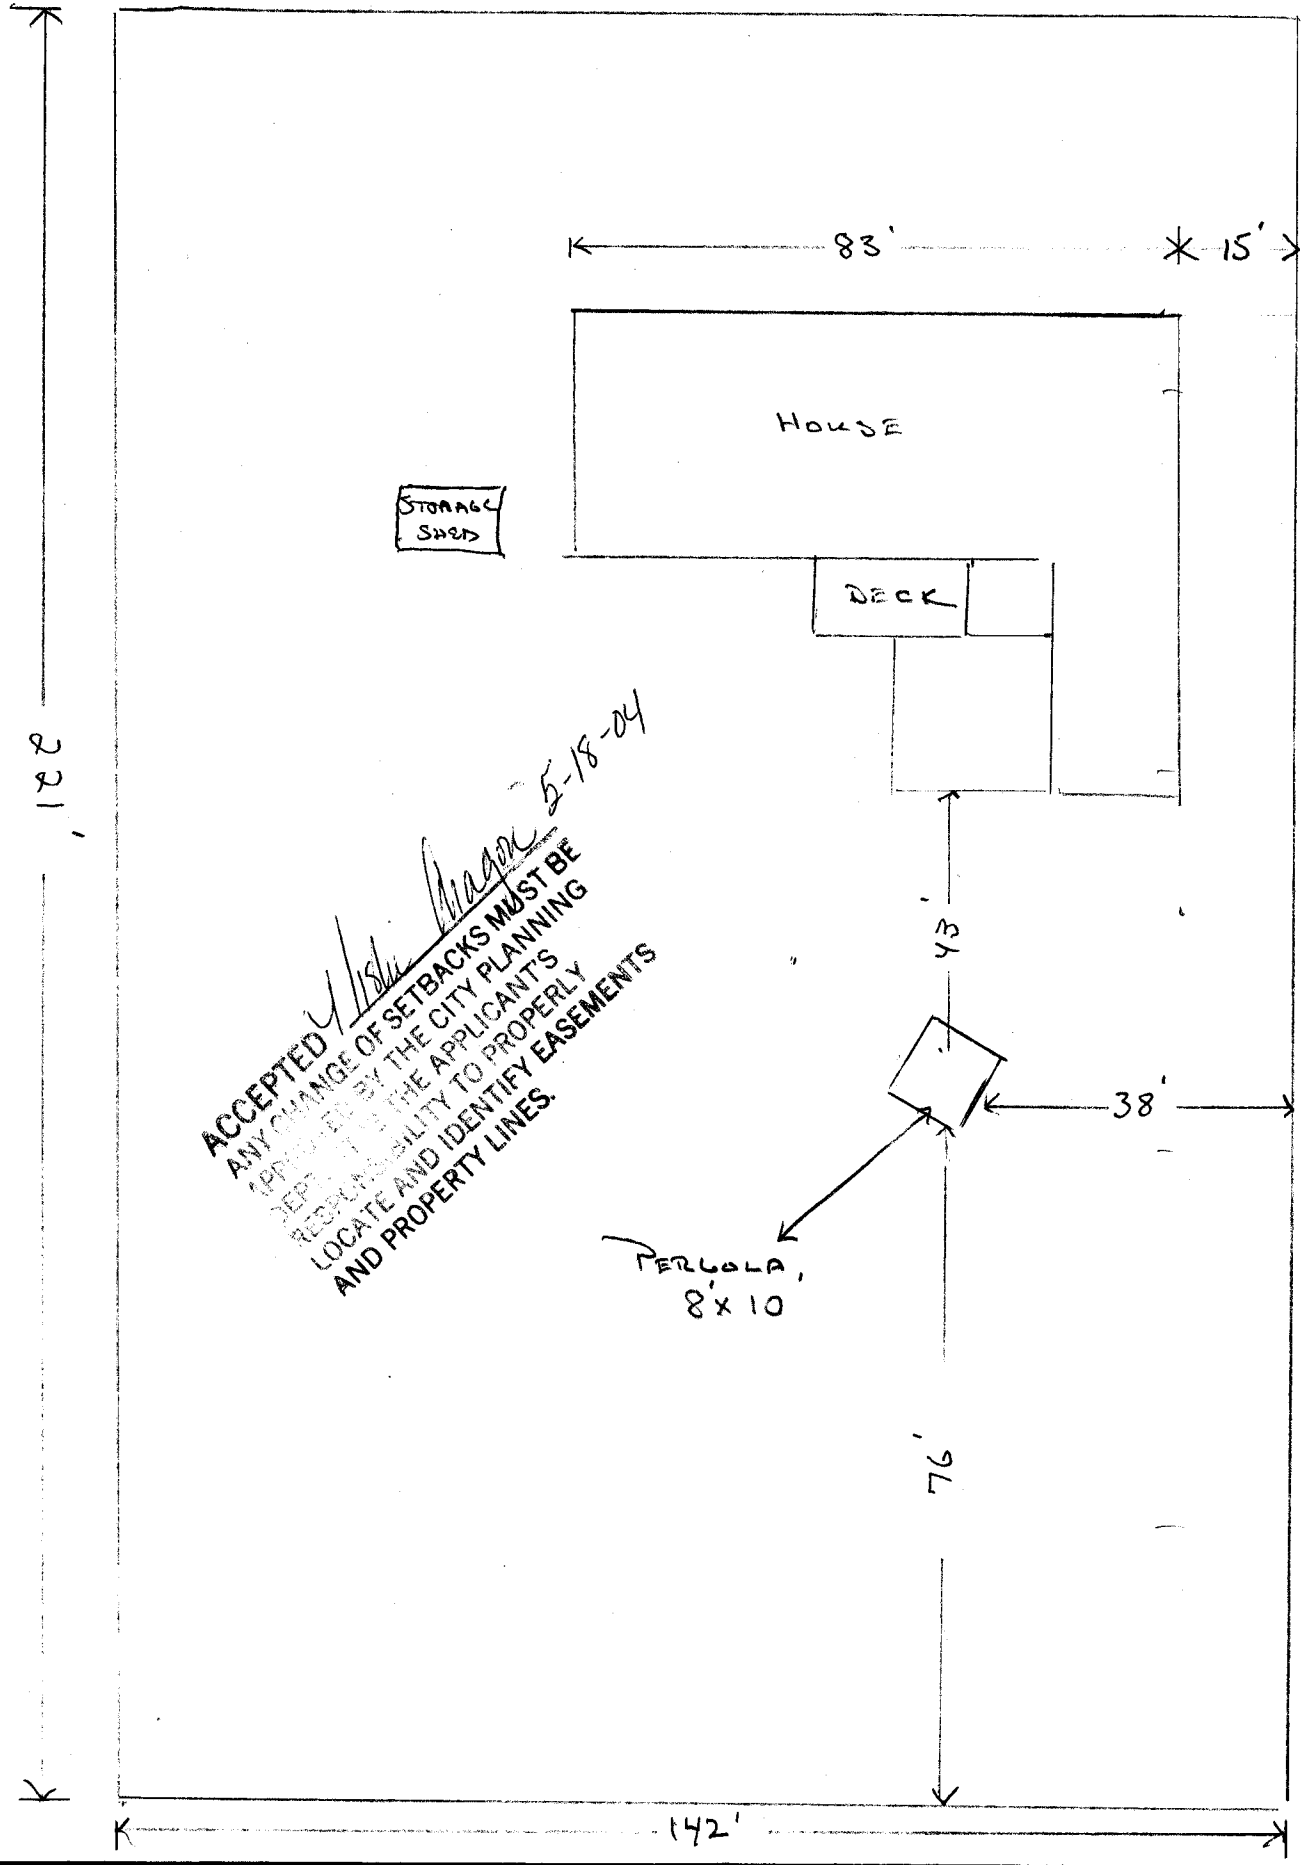 83'
15'
HOUSE
STORAGE
SHED
DECK
221'
5-18-04
ACCEPTED
ANY CHANGE OF SETBACKS MUST BE
APPROVED BY THE CITY PLANNING
DEPT. IT IS THE APPLICANT'S
RESPONSIBILITY TO PROPERLY
LOCATE AND IDENTIFY EASEMENTS
AND PROPERTY LINES.
43'
38'
PERGOLA,
8'x10'
76'
142'